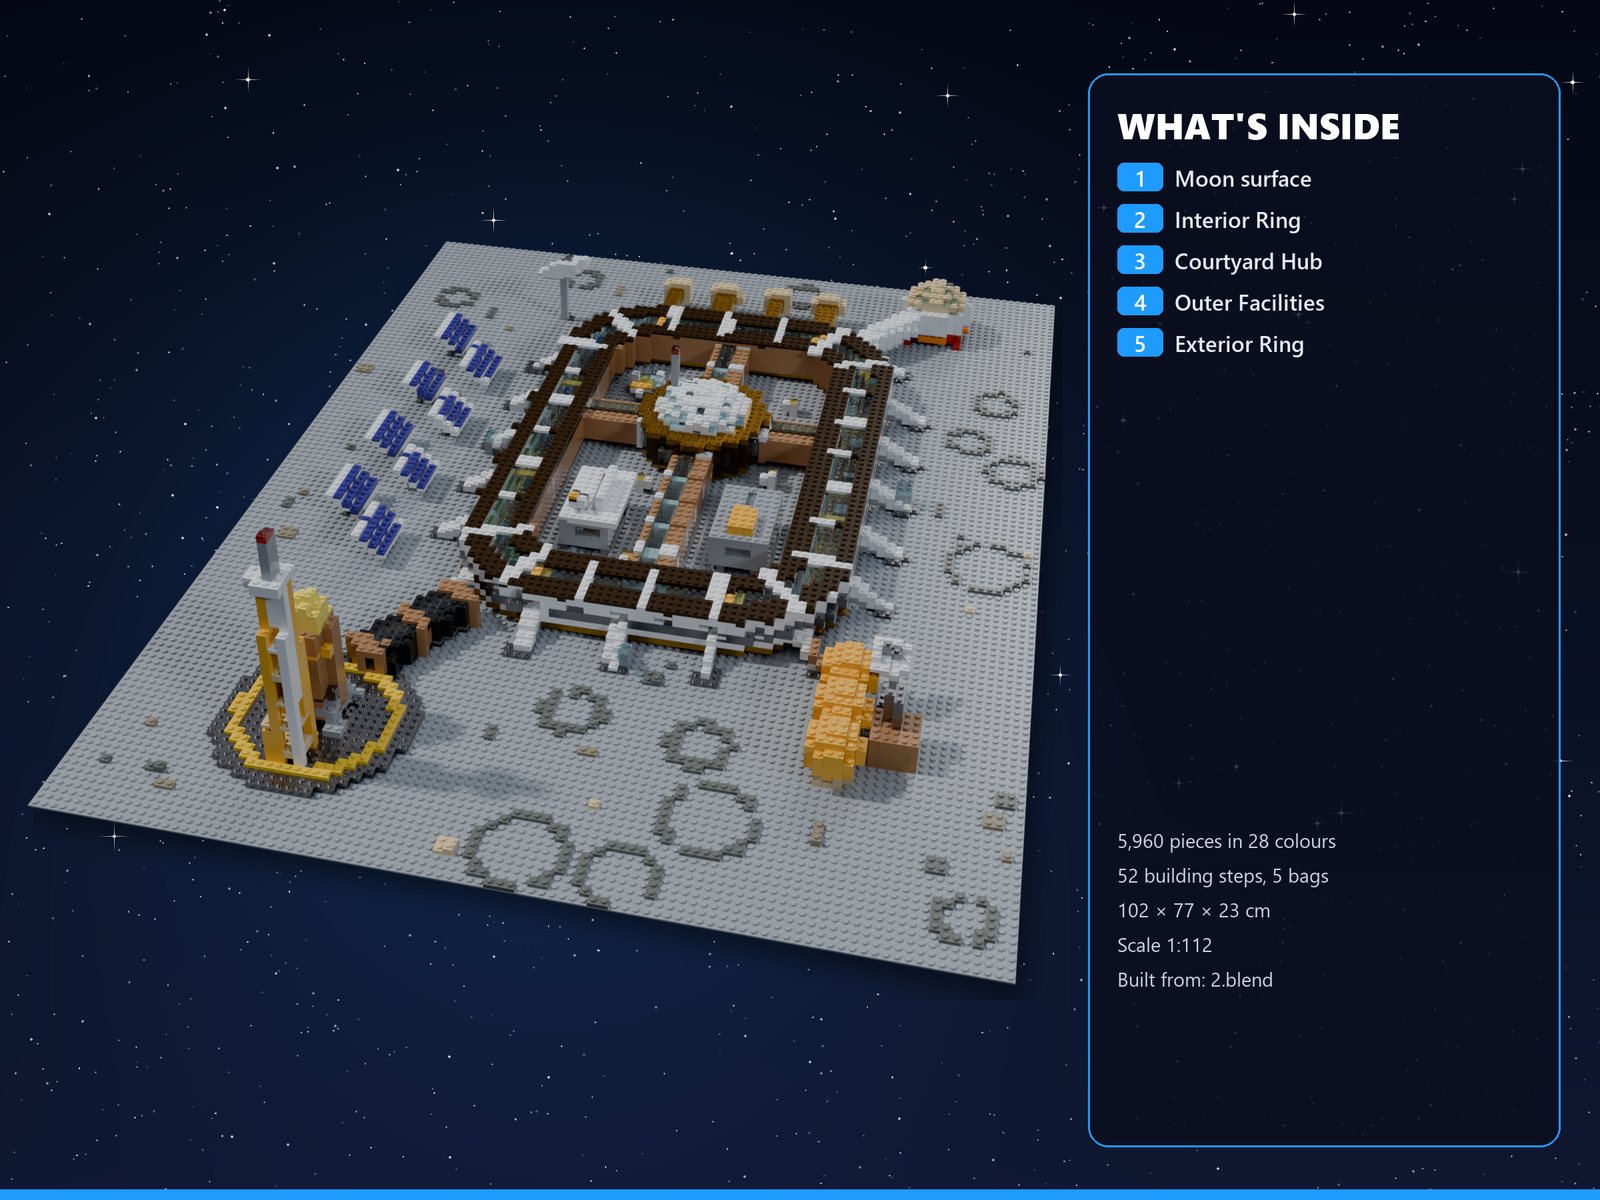 WHAT'S INSIDE
1 Moon surface
2 Interior Ring
3 Courtyard Hub
4 Outer Facilities
5 Exterior Ring
5,960 pieces in 28 colours
52 building steps, 5 bags
102 × 77 × 23 cm
Scale 1:112
Built from: 2.blend